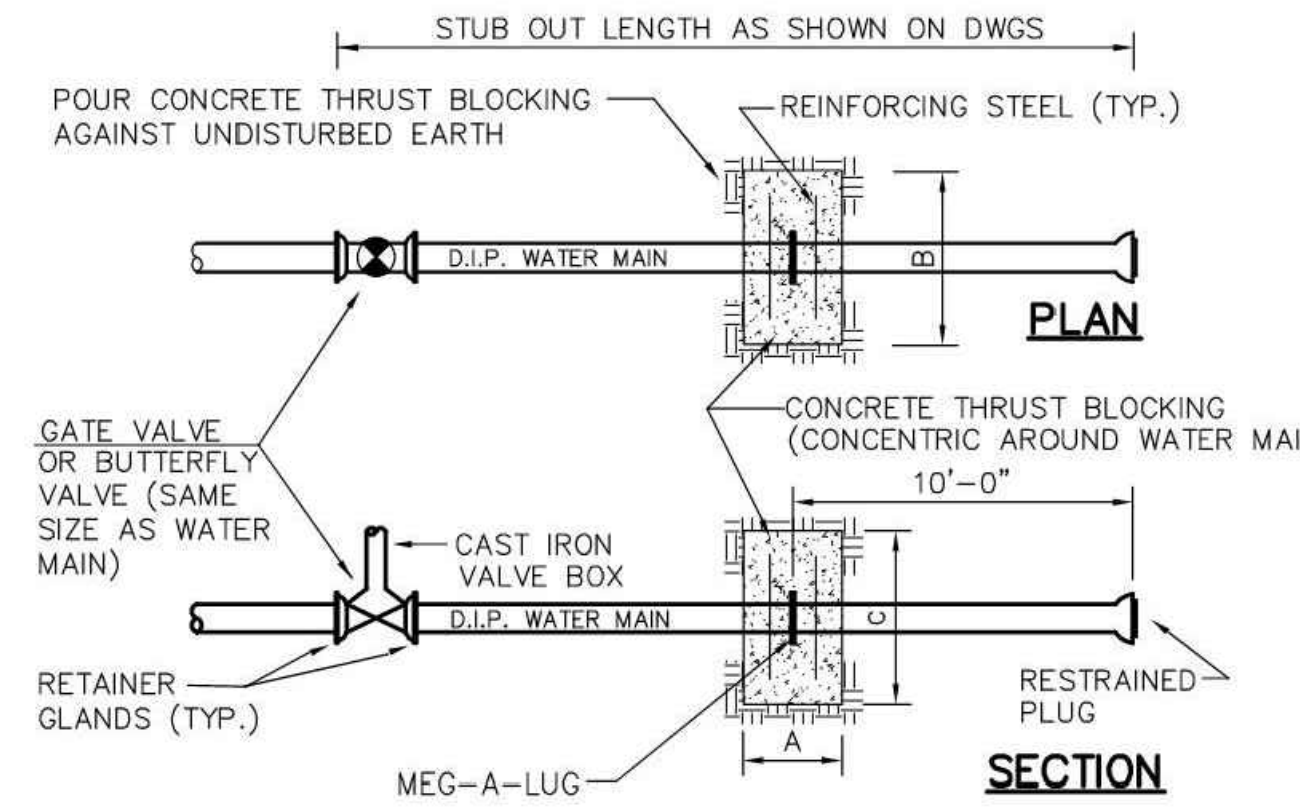 STUB OUT LENGTH AS SHOWN ON DWGS
POUR CONCRETE THRUST BLOCKING
AGAINST UNDISTURBED EARTH
REINFORCING STEEL (TYP.)
D.I.P. WATER MAIN
B
PLAN
GATE VALVE
OR BUTTERFLY
VALVE (SAME
SIZE AS WATER
MAIN)
CONCRETE THRUST BLOCKING
(CONCENTRIC AROUND WATER MAI
10'-0"
CAST IRON
VALVE BOX
D.I.P. WATER MAIN
C
RETAINER
GLANDS (TYP.)
RESTRAINED
PLUG
A
MEG-A-LUG
SECTION